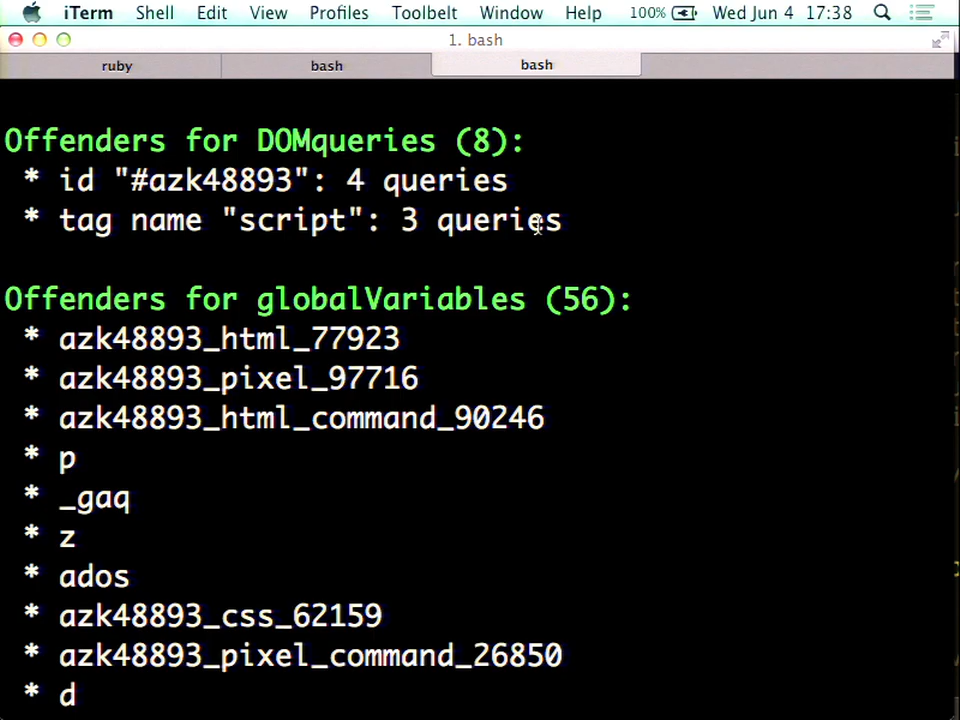 iTerm Shell Edit View Profiles Toolbelt Window Help 100% Wed Jun 4 17:38
1. bash
ruby bash bash
Offenders for DOMqueries (8):
* id "#azk48893": 4 queries
* tag name "script": 3 queries
Offenders for globalVariables (56):
* azk48893_html_77923
* azk48893_pixel_97716
* azk48893_html_command_90246
* p
* _gaq
* z
* ados
* azk48893_css_62159
* azk48893_pixel_command_26850
* d